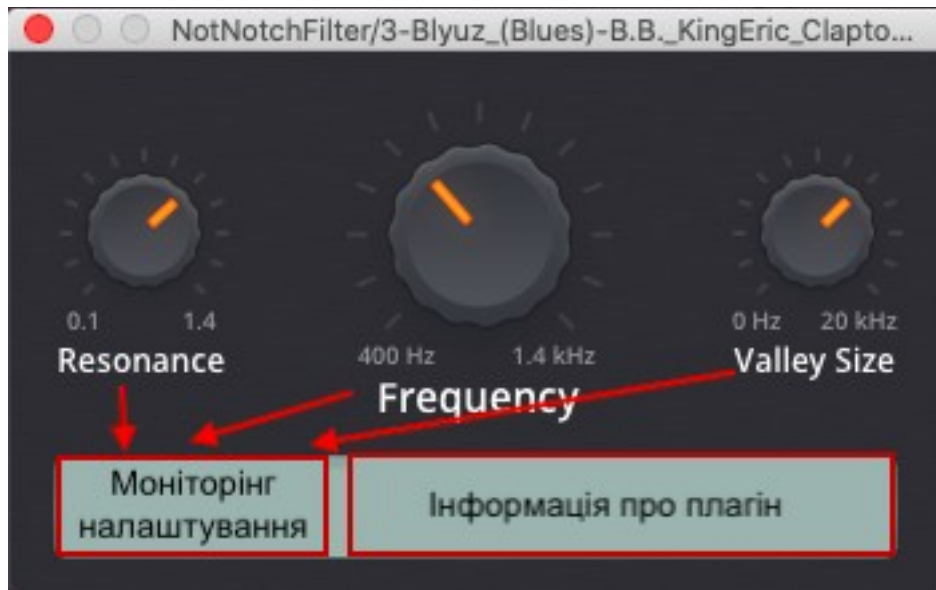 NotNotchFilter/3-Blyuz_(Blues)-B.B._KingEric_Clapto...
0.1 1.4
Resonance
400 Hz 1.4 kHz
Frequency
0 Hz 20 kHz
Valley Size
Моніторінг
налаштування
Інформація про плагін